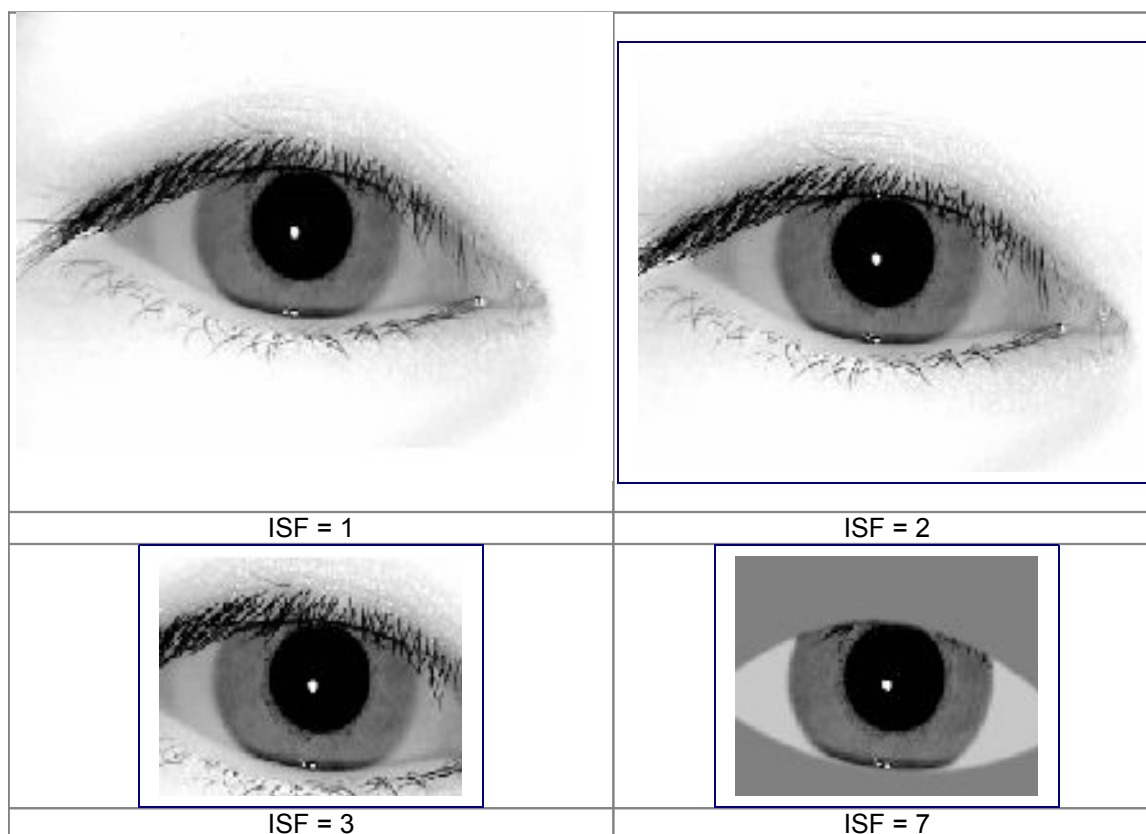 ISF = 1
ISF = 2
ISF = 3
ISF = 7